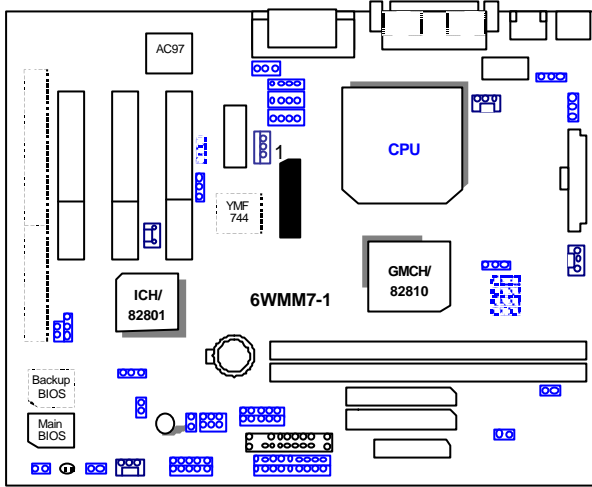 AC97
CPU
1
YMF
744
GMCH/
82810
ICH/
82801
6WMM7-1
Backup
BIOS
Main
BIOS